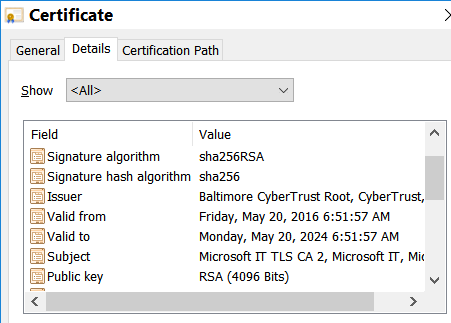 Certificate
General Details Certification Path
Show <All>
Field Value
Signature algorithm sha256RSA
Signature hash algorithm sha256
Issuer Baltimore CyberTrust Root, CyberTrust,
Valid from Friday, May 20, 2016 6:51:57 AM
Valid to Monday, May 20, 2024 6:51:57 AM
Subject Microsoft IT TLS CA 2, Microsoft IT, Mic
Public key RSA (4096 Bits)